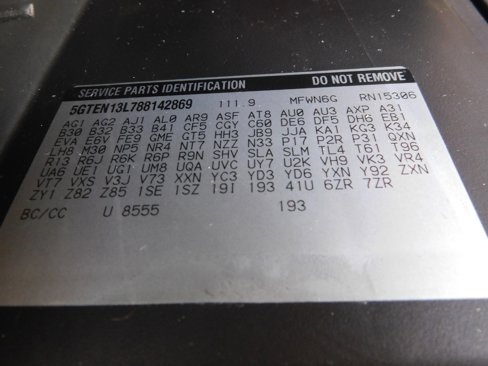 SERVICE PARTS IDENTIFICATION DO NOT REMOVE
5GTEN13L788142869 111.9 MFWN6G RN15306
AG1 AG2 AJ1 AL0 AR9 ASF AT8 AU0 AU3 AXP A31
B30 B32 B33 B41 CF5 CGY C60 DE6 DF5 DH6 EB1
EVA E6V EF9 GME GT5 HH3 JB9 JJA KA1 KG3 K34
LH8 M30 NP5 NR4 NT7 NZZ N33 P17 P2R QT1 QXN
R13 R6J R6K R6P R9N SHV SLA SLM TL4 T61 T96
UA6 UE1 UG1 UM8 UQA UVC UY7 U2K VH9 VK3 VR4
VT7 VXS V3J V73 XXN YC3 YD3 YD6 YXN Y92 ZXN
ZY1 Z82 Z85 1SE 1SZ 19I 193 41U 6ZR 7ZR
BC/CC U 8555 193